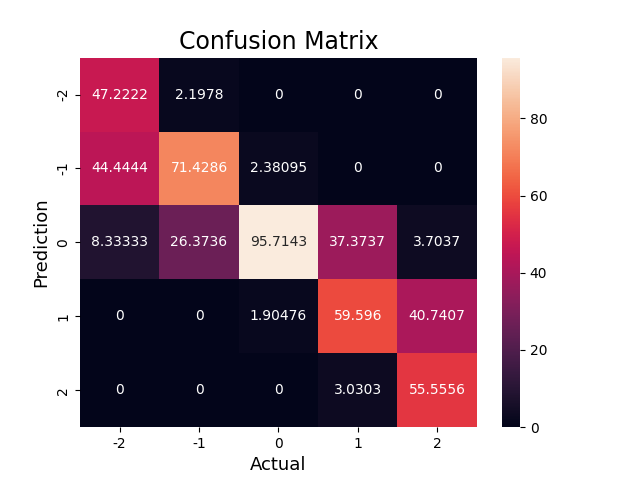 Confusion Matrix
-2 47.2222 2.1978 0 0 0
-1 44.4444 71.4286 2.38095 0 0
0 8.33333 26.3736 95.7143 37.3737 3.7037
1 0 0 1.90476 59.596 40.7407
2 0 0 0 3.0303 55.5556
-2 -1 0 1 2
Actual
Prediction
80
60
40
20
0